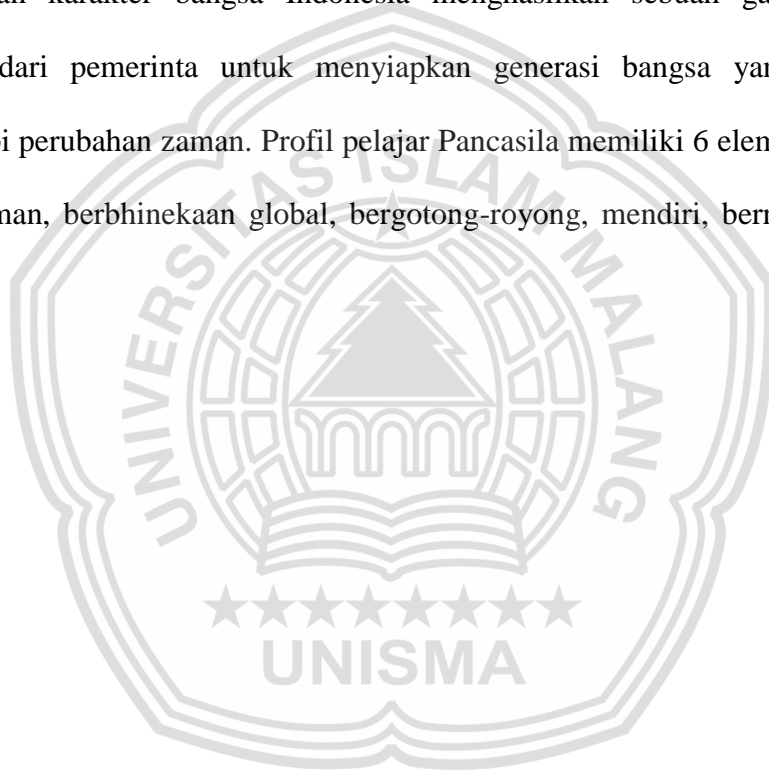 karakter bangsa Indonesia menghasilkan sebuah
dari pemerinta untuk menyiapkan generasi bangsa
perubahan zaman. Profil pelajar Pancasila memiliki 6
berbhinekaan global, bergotong-royong, mendiri,
UNIVERSITAS ISLAM MALANG
UNISMA